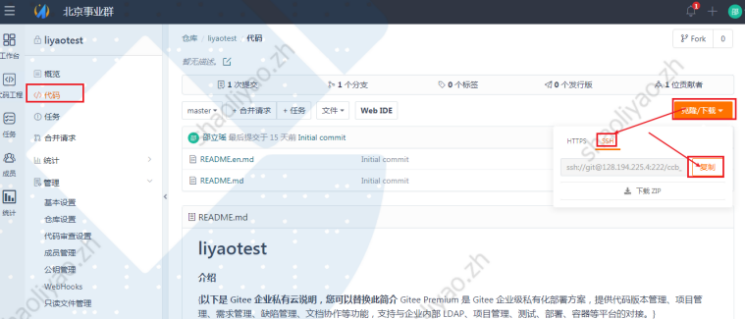 北京事业群
1
工作台
代码工程
任务
成员
统计
liyaotest
概览
代码
任务
合并请求
统计
管理
基本设置
仓库设置
代码审查设置
成员管理
公钥管理
WebHooks
只读文件管理
仓库 / liyaotest / 代码
Fork 0
暂无描述。
1 次提交 1 个分支 0 个标签 0 个发行版 1 位贡献者
master + 合并请求 + 任务 文件 Web IDE 克隆/下载
邵立瑶 最后提交于 15 天前 Initial commit
README.en.md Initial commit
README.md Initial commit
HTTPS SSH
ssh://git@128.194.225.4:222/ccb_ 复制
下载 ZIP
README.md
liyaotest
介绍
{以下是 Gitee 企业私有云说明，您可以替换此简介 Gitee Premium 是 Gitee 企业级私有化部署方案，提供代码版本管理、项目管
理、需求管理、缺陷管理、文档协作等功能，支持与企业内部 LDAP、项目管理、测试、部署、容器等平台的对接。}
shaoliyao.zh
shaoliyao.zh
shaoliyao.zh
liyao.zh